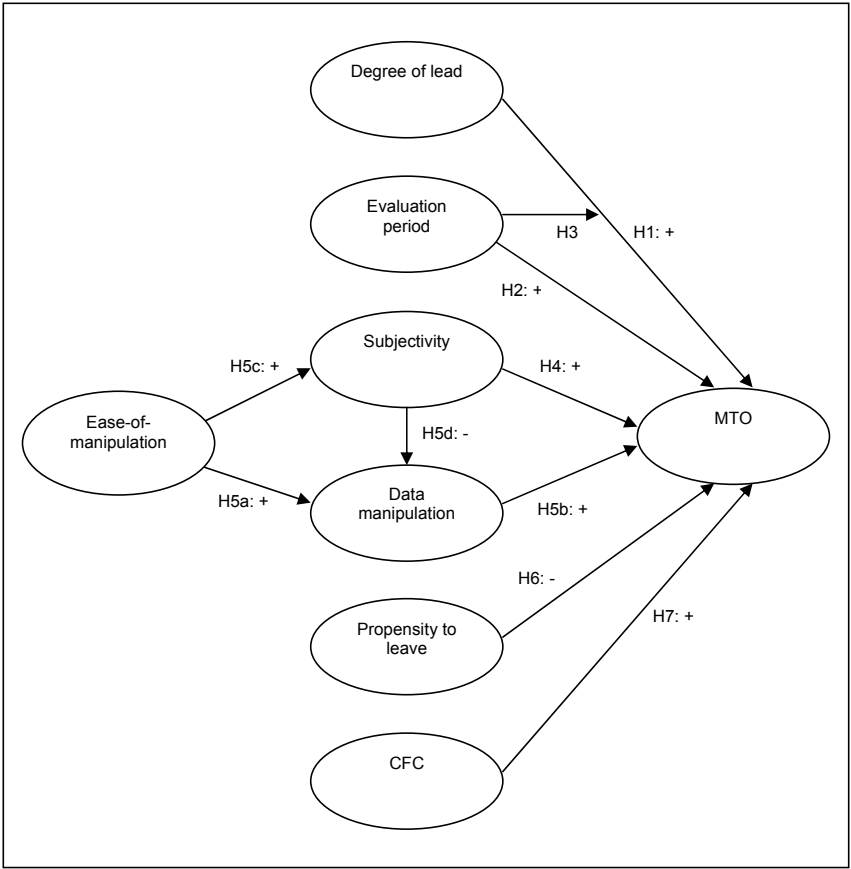 Degree of lead
Evaluation
period
H3
H1: +
H2: +
Subjectivity
H5c: +
H4: +
Ease-of-
manipulation
MTO
H5d: -
H5a: +
Data
manipulation
H5b: +
H6: -
Propensity to
leave
H7: +
CFC